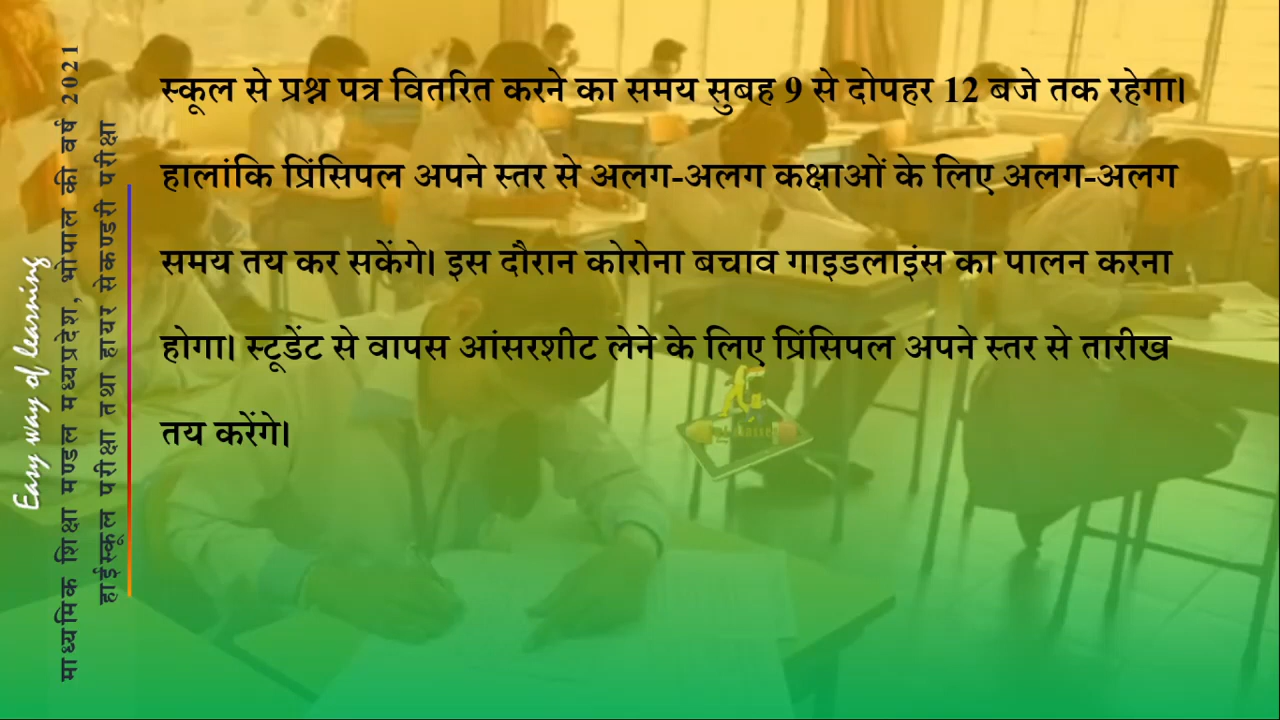 Easy way of learning
माध्यमिक शिक्षा मण्डल मध्यप्रदेश, भोपाल की वर्ष 2021
हाईस्कूल परीक्षा तथा हायर सेकण्डरी परीक्षा
स्कूल से प्रश्न पत्र वितरित करने का समय सुबह 9 से दोपहर 12 बजे तक रहेगा।
हालांकि प्रिंसिपल अपने स्तर से अलग-अलग कक्षाओं के लिए अलग-अलग
समय तय कर सकेंगे। इस दौरान कोरोना बचाव गाइडलाइंस का पालन करना
होगा। स्टूडेंट से वापस आंसरशीट लेने के लिए प्रिंसिपल अपने स्तर से तारीख
तय करेंगे।